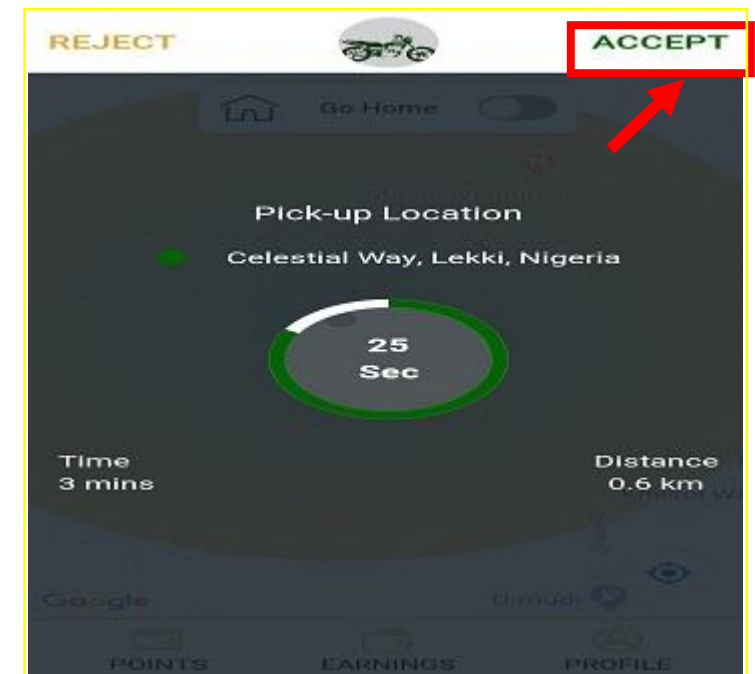 REJECT
ACCEPT
Go Home
Pick-up Location
Celestial Way, Lekki, Nigeria
25
Sec
Time
3 mins
Distance
0.6 km
Google
POINTS
EARNINGS
PROFILE